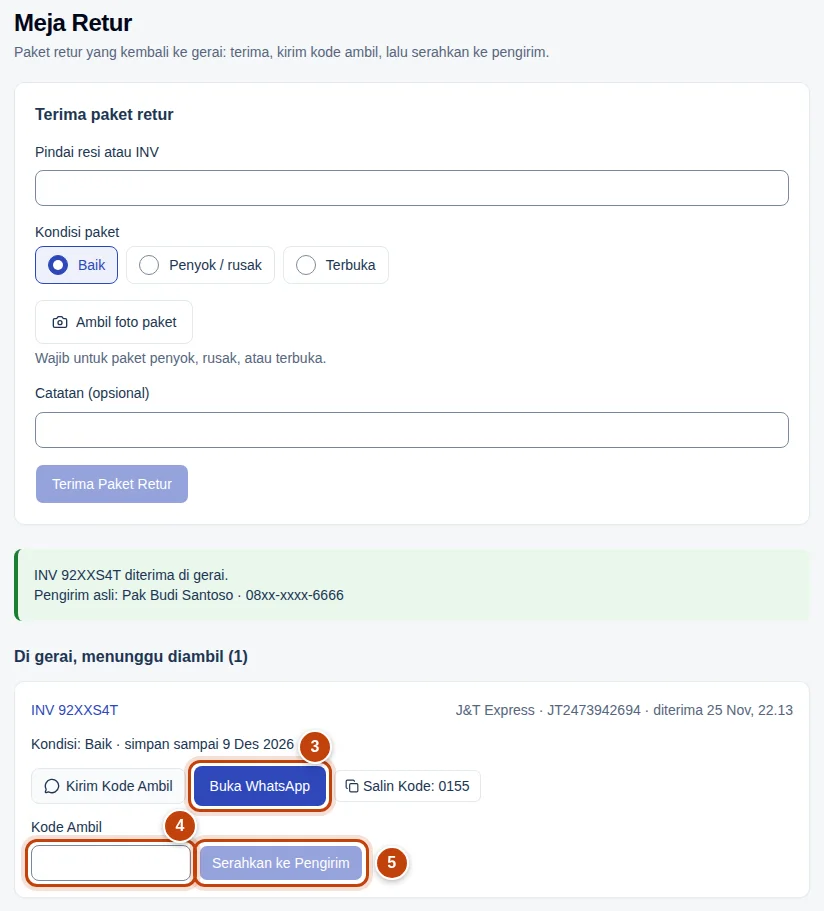 Meja Retur
Paket retur yang kembali ke gerai: terima, kirim kode ambil, lalu serahkan ke pengirim.
Terima paket retur
Pindai resi atau INV
Kondisi paket
Baik
Penyok / rusak
Terbuka
Ambil foto paket
Wajib untuk paket penyok, rusak, atau terbuka.
Catatan (opsional)
Terima Paket Retur
INV 92XXS4T diterima di gerai.
Pengirim asli: Pak Budi Santoso · 08xx-xxxx-6666
Di gerai, menunggu diambil (1)
INV 92XXS4T
J&T Express · JT2473942694 · diterima 25 Nov, 22.13
Kondisi: Baik · simpan sampai 9 Des 2026
3
Kirim Kode Ambil
Buka WhatsApp
Salin Kode: 0155
Kode Ambil
4
Serahkan ke Pengirim
5